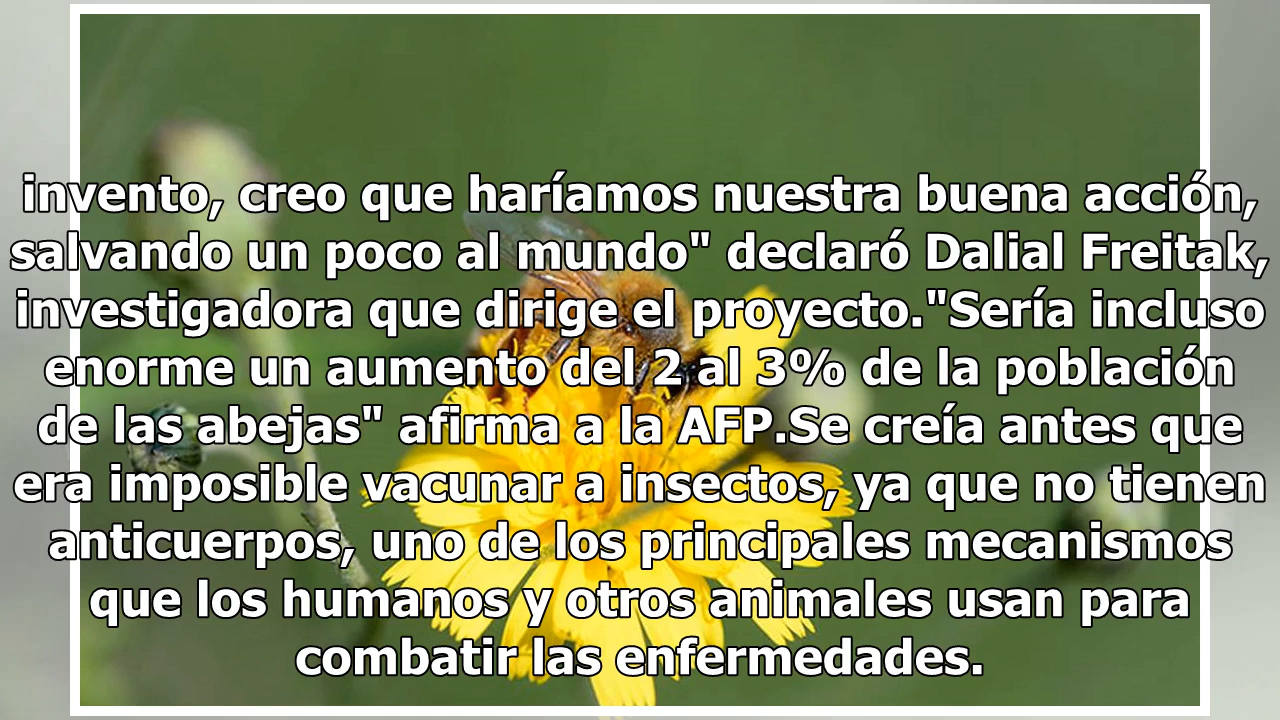 invento, creo que haríamos nuestra buena acción,
salvando un poco al mundo" declaró Dalial Freitak,
investigadora que dirige el proyecto."Sería incluso
enorme un aumento del 2 al 3% de la población
de las abejas" afirma a la AFP.Se creía antes que
era imposible vacunar a insectos, ya que no tienen
anticuerpos, uno de los principales mecanismos
que los humanos y otros animales usan para
combatir las enfermedades.